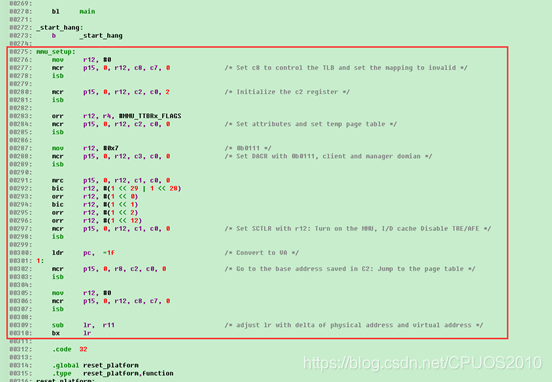 00269:
00270: bl main
00271:
00272: _start_hang:
00273: b _start_hang
00274:
00275: mmu_setup:
00276: mov r12, #0
00277: mcr p15, 0, r12, c8, c7, 0 /* Set c8 to control the TLB and set the mapping to invalid */
00278: isb
00279:
00280: mcr p15, 0, r12, c2, c0, 2 /* Initialize the c2 register */
00281: isb
00282:
00283: orr r12, r4, #MMU_TTBRx_FLAGS
00284: mcr p15, 0, r12, c2, c0, 0 /* Set attributes and set temp page table */
00285: isb
00286:
00287: mov r12, #0x7 /* 0b0111 */
00288: mcr p15, 0, r12, c3, c0, 0 /* Set DACR with 0b0111, client and manager domian */
00289: isb
00290:
00291: mrc p15, 0, r12, c1, c0, 0
00292: bic r12, #(1 << 29 | 1 << 28)
00293: orr r12, #(1 << 0)
00294: bic r12, #(1 << 1)
00295: orr r12, #(1 << 2)
00296: orr r12, #(1 << 12)
00297: mcr p15, 0, r12, c1, c0, 0 /* Set SCTLR with r12: Turn on the MMU, I/D cache Disable TRE/AFE */
00298: isb
00299:
00300: ldr pc, =1f /* Convert to VA */
00301: 1:
00302: mcr p15, 0, r8, c2, c0, 0 /* Go to the base address saved in C2: Jump to the page table */
00303: isb
00304:
00305: mov r12, #0
00306: mcr p15, 0, r12, c8, c7, 0
00307: isb
00308:
00309: sub lr, r11 /* adjust lr with delta of physical address and virtual address */
00310: bx lr
00311:
00312: .code 32
00313:
00314: .global reset_platform
00315: .type reset_platform,function
00316: reset_platform:
https://blog.csdn.net/CPUOS2010